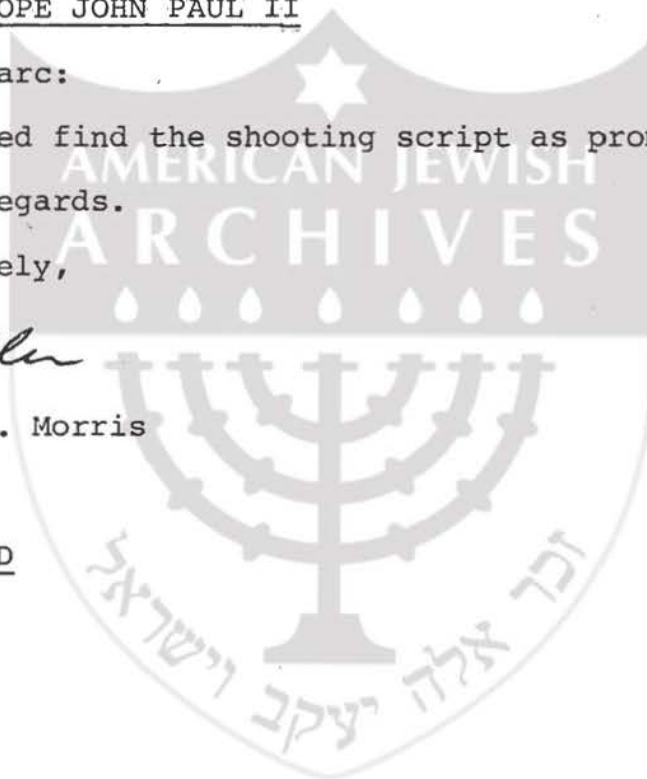 OPE JOHN PAUL II
arc:
ed find the shooting script as pro
AMERICAN JEWISH
egards.
ARCHIVES
ely,
. Morris
D
זכר אלה יעקב וישראל